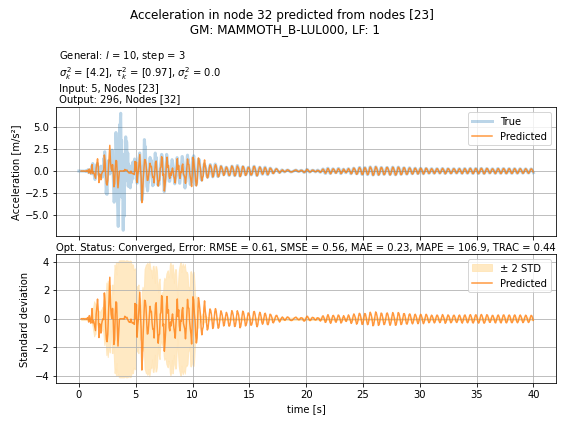 Acceleration in node 32 predicted from nodes [23]
GM: MAMMOTH_B-LUL000, LF: 1
General: l = 10, step = 3
σ²ₖ = [4.2], τ²ₖ = [0.97], σ²ε = 0.0
Input: 5, Nodes [23]
Output: 296, Nodes [32]
Acceleration [m/s²]
5.0
2.5
0.0
−2.5
−5.0
True
Predicted
Opt. Status: Converged, Error: RMSE = 0.61, SMSE = 0.56, MAE = 0.23, MAPE = 106.9, TRAC = 0.44
Standard deviation
4
2
0
−2
−4
± 2 STD
Predicted
0 5 10 15 20 25 30 35 40
time [s]